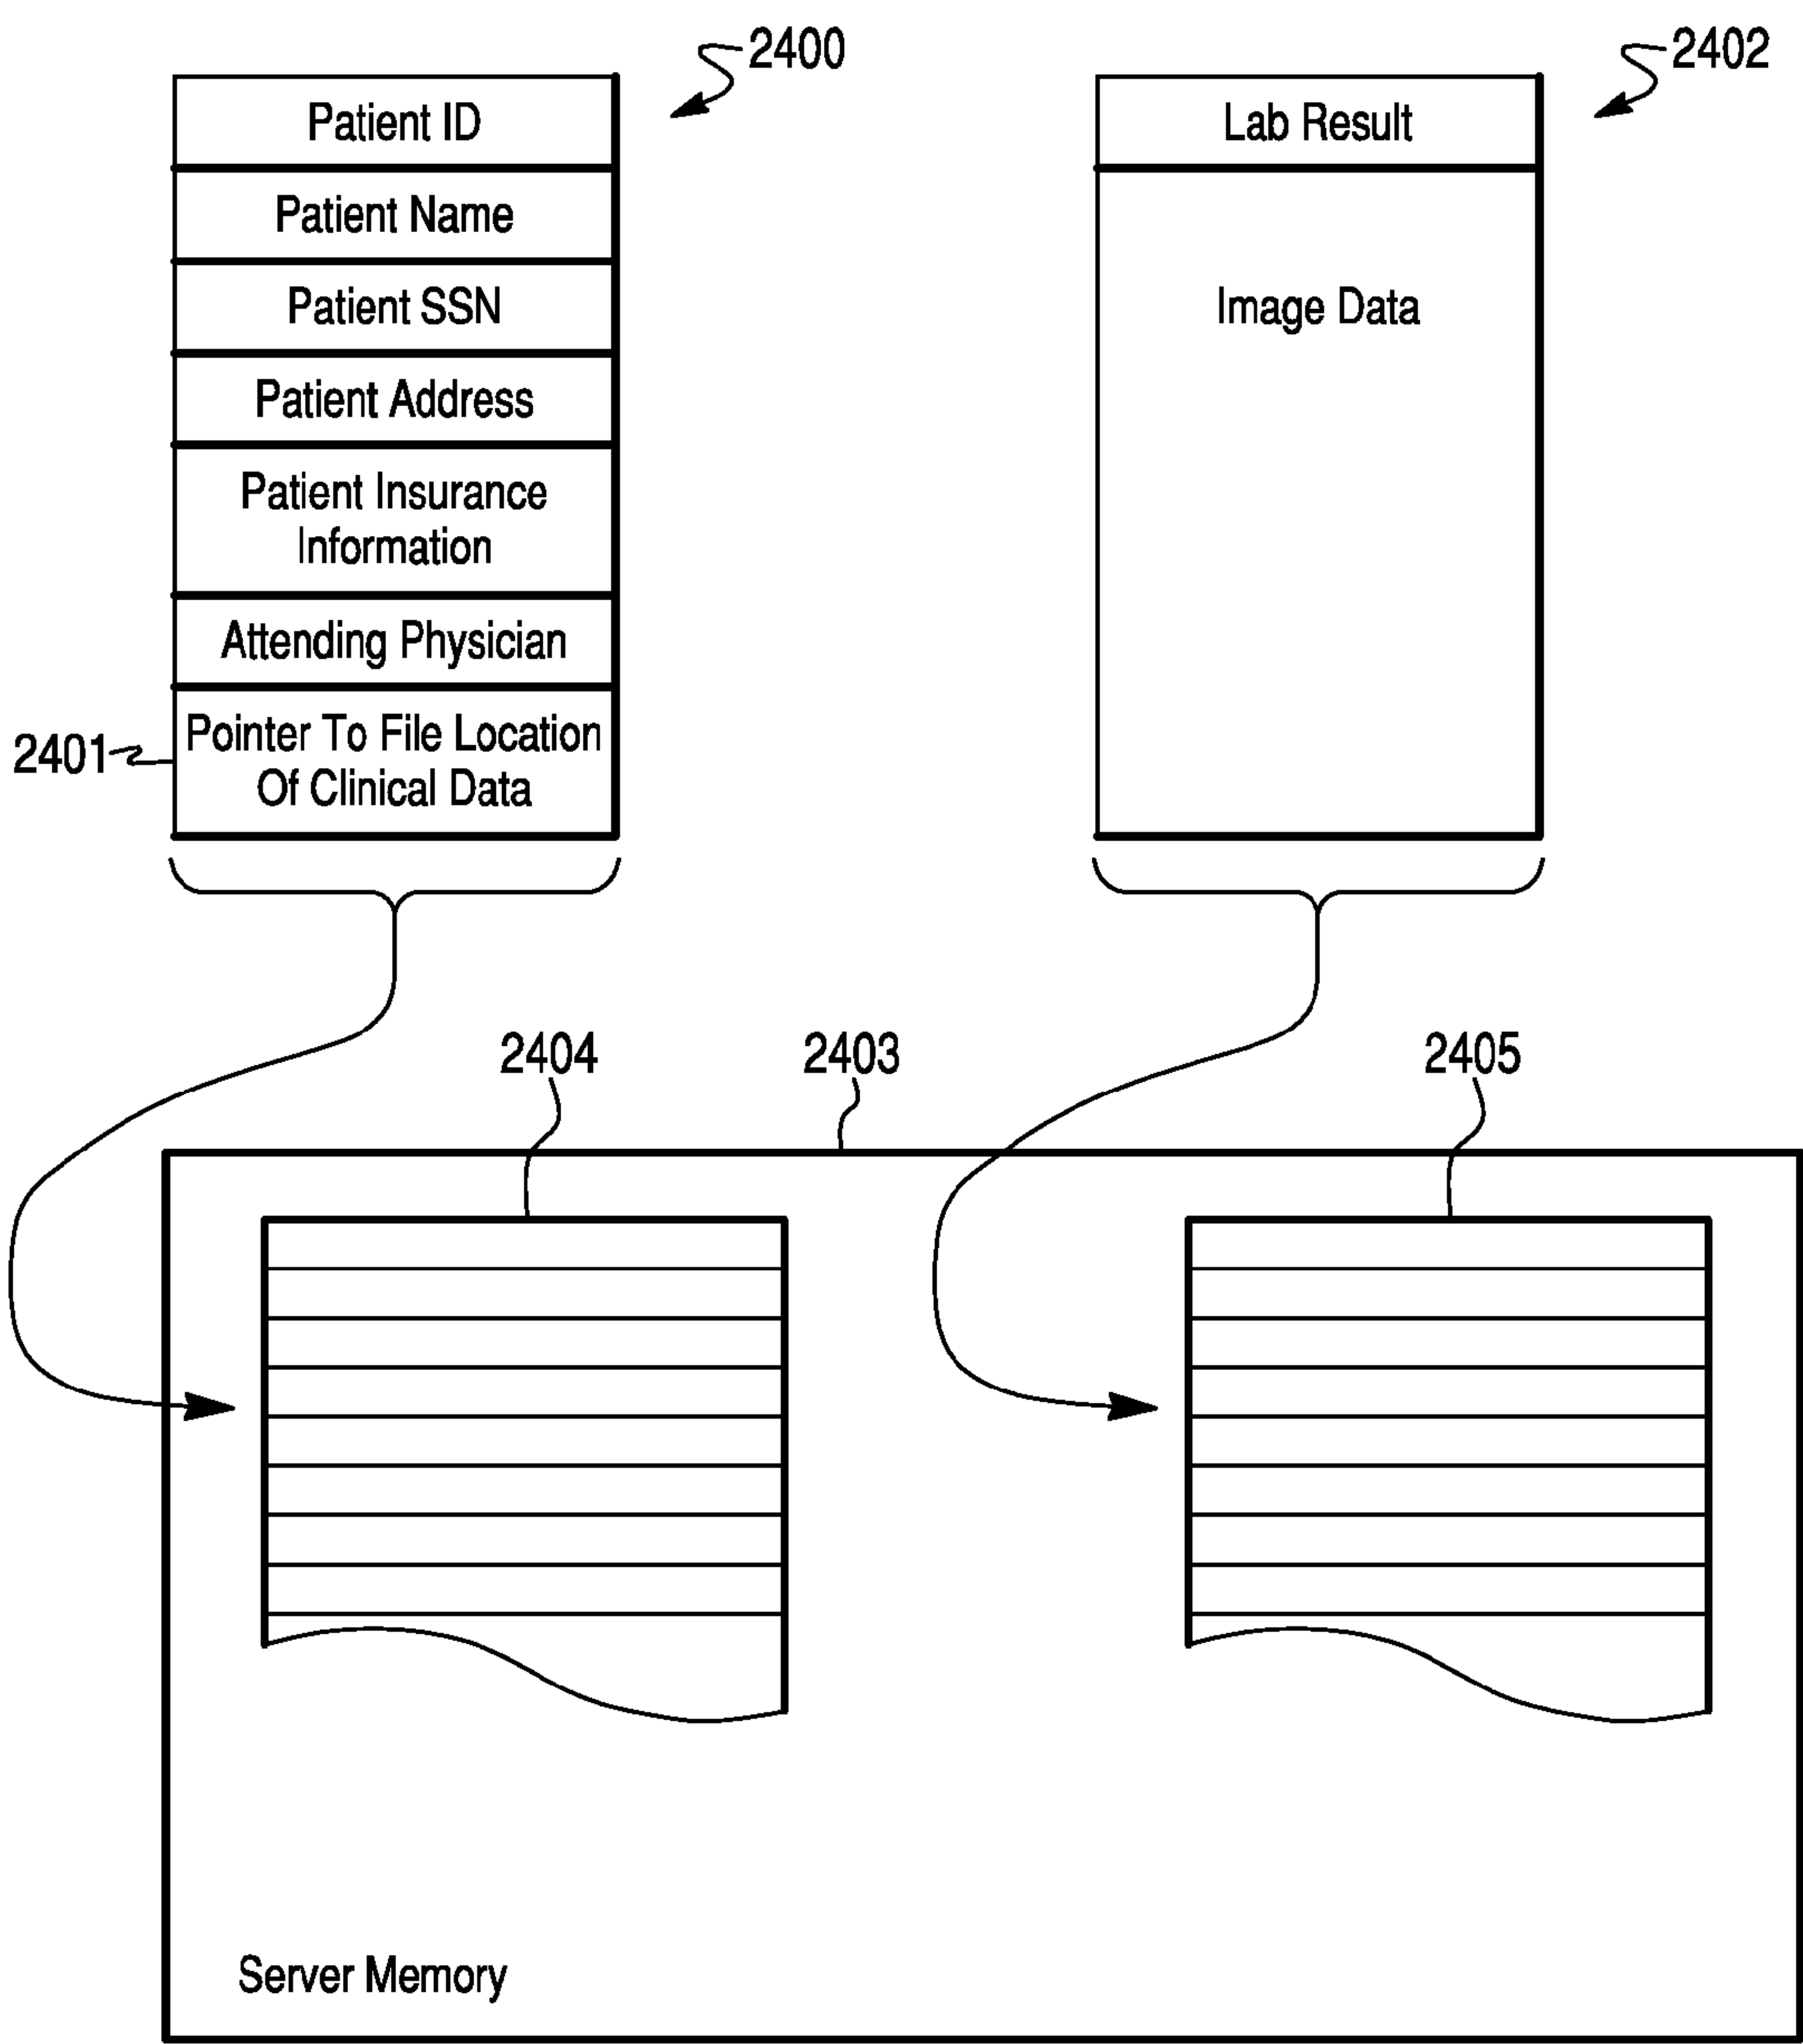 2400
2402
Patient ID
Patient Name
Patient SSN
Patient Address
Patient Insurance
Information
Attending Physician
2401
Pointer To File Location
Of Clinical Data
Lab Result
Image Data
2404
2403
2405
Server Memory